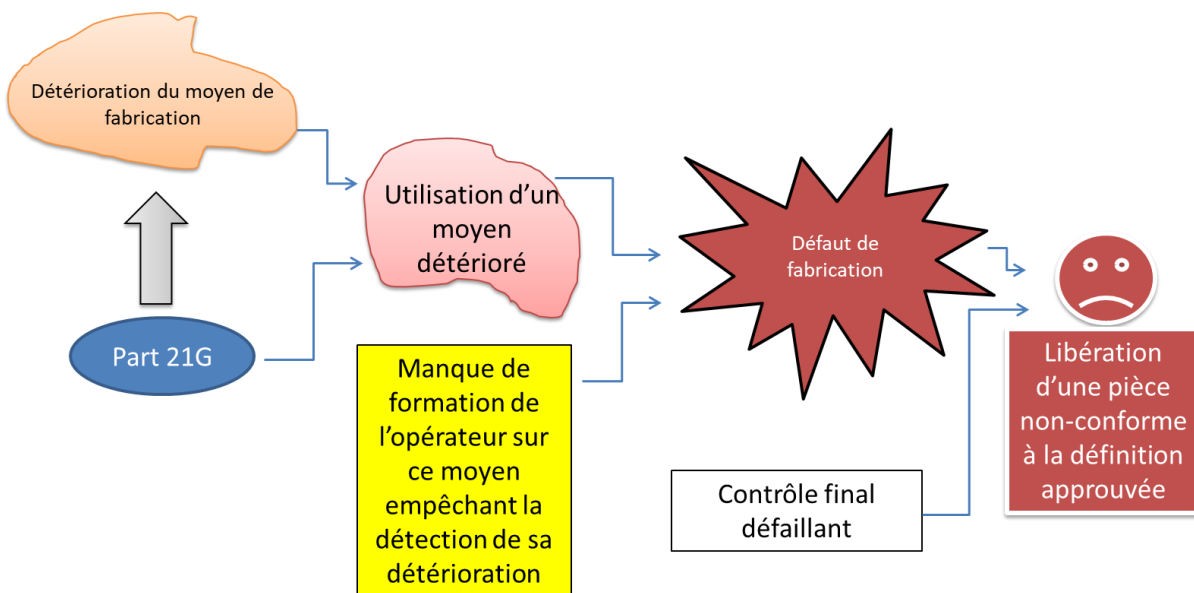 Détérioration du moyen de
fabrication
Utilisation d’un
moyen
détérioré
Défaut de
fabrication
Part 21G
Manque de
formation de
l’opérateur sur
ce moyen
empêchant la
détection de sa
détérioration
Contrôle final
défaillant
Libération
d’une pièce
non-conforme
à la définition
approuvée